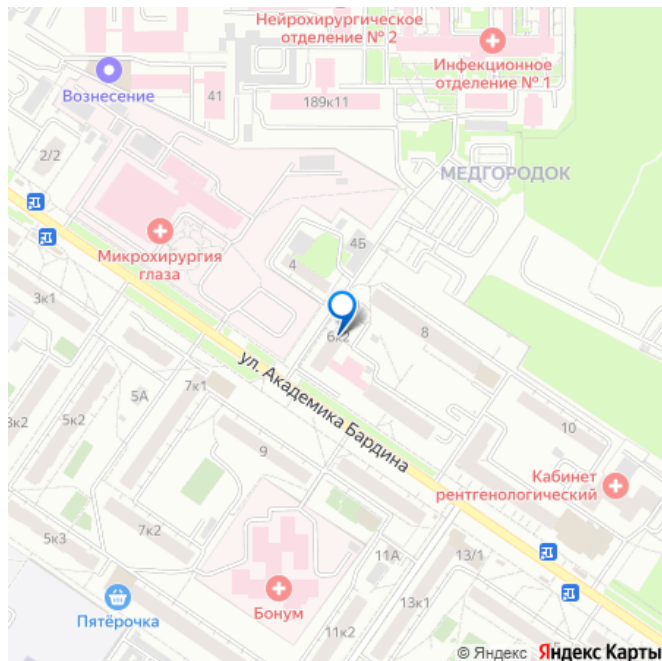 Нейрохирургическое
отделение № 2
Инфекционное
отделение № 1
Вознесение
41
189к11
2/2
МЕДГОРОДОК
Микрохирургия
глаза
4Б
4
3к1
6к2
8
ул. Академика Бардина
7к1
5А
5к2
3к2
9
10
Кабинет
рентгенологический
7к2
5к3
11А
13/1
Бонум
13к1
Пятёрочка
11к2
© Яндекс Яндекс Карты